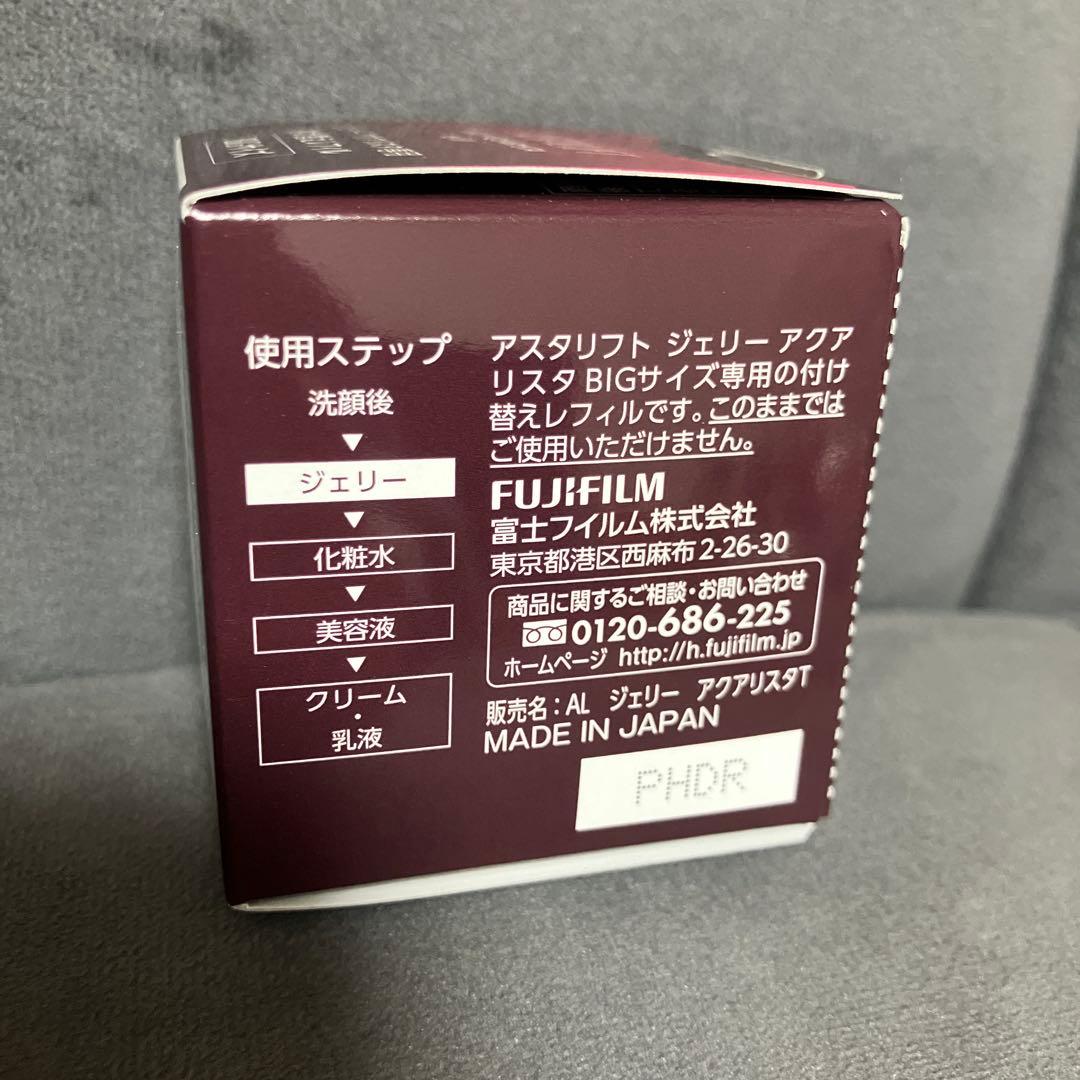 使用ステップ
洗顔後
▼
ジェリー
▼
化粧水
▼
美容液
▼
クリーム
・
乳液
アスタリフト ジェリー アクア
リスタ BIGサイズ専用の付け
替えレフィルです。このままでは
ご使用いただけません。
FUJIFILM
富士フイルム株式会社
東京都港区西麻布2-26-30
商品に関するご相談・お問い合わせ
0120-686-225
ホームページ http://h.fujifilm.jp
販売名：AL ジェリー アクアリスタT
MADE IN JAPAN
PHDR